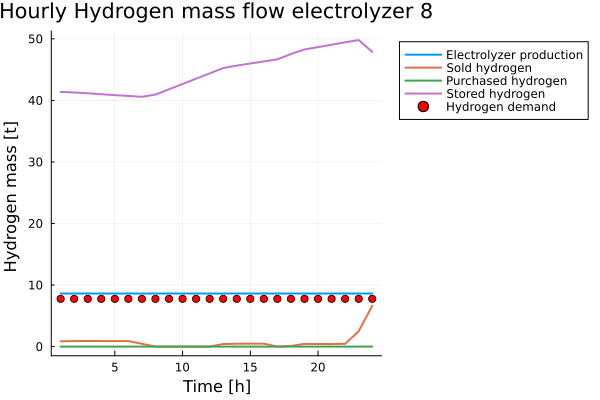 Hourly Hydrogen mass flow electrolyzer 8
Hydrogen mass [t]
50
40
30
20
10
0
5
10
15
20
Time [h]
Electrolyzer production
Sold hydrogen
Purchased hydrogen
Stored hydrogen
Hydrogen demand